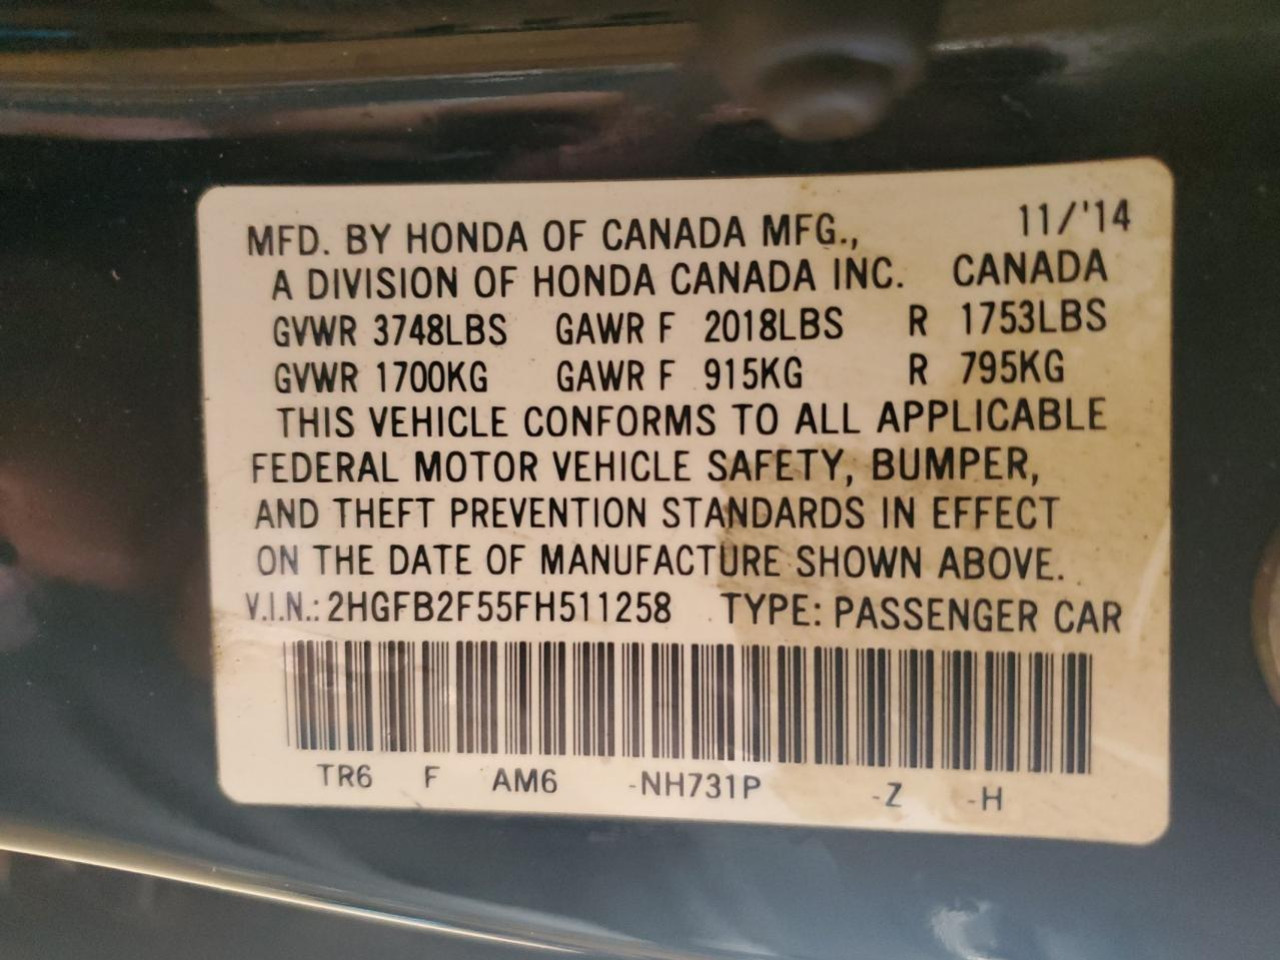 MFD. BY HONDA OF CANADA MFG., 11/'14
A DIVISION OF HONDA CANADA INC. CANADA
GVWR 3748LBS GAWR F 2018LBS R 1753LBS
GVWR 1700KG GAWR F 915KG R 795KG
THIS VEHICLE CONFORMS TO ALL APPLICABLE
FEDERAL MOTOR VEHICLE SAFETY, BUMPER,
AND THEFT PREVENTION STANDARDS IN EFFECT
ON THE DATE OF MANUFACTURE SHOWN ABOVE.
V.I.N.: 2HGFB2F55FH511258 TYPE: PASSENGER CAR
TR6 F AM6 -NH731P -Z -H